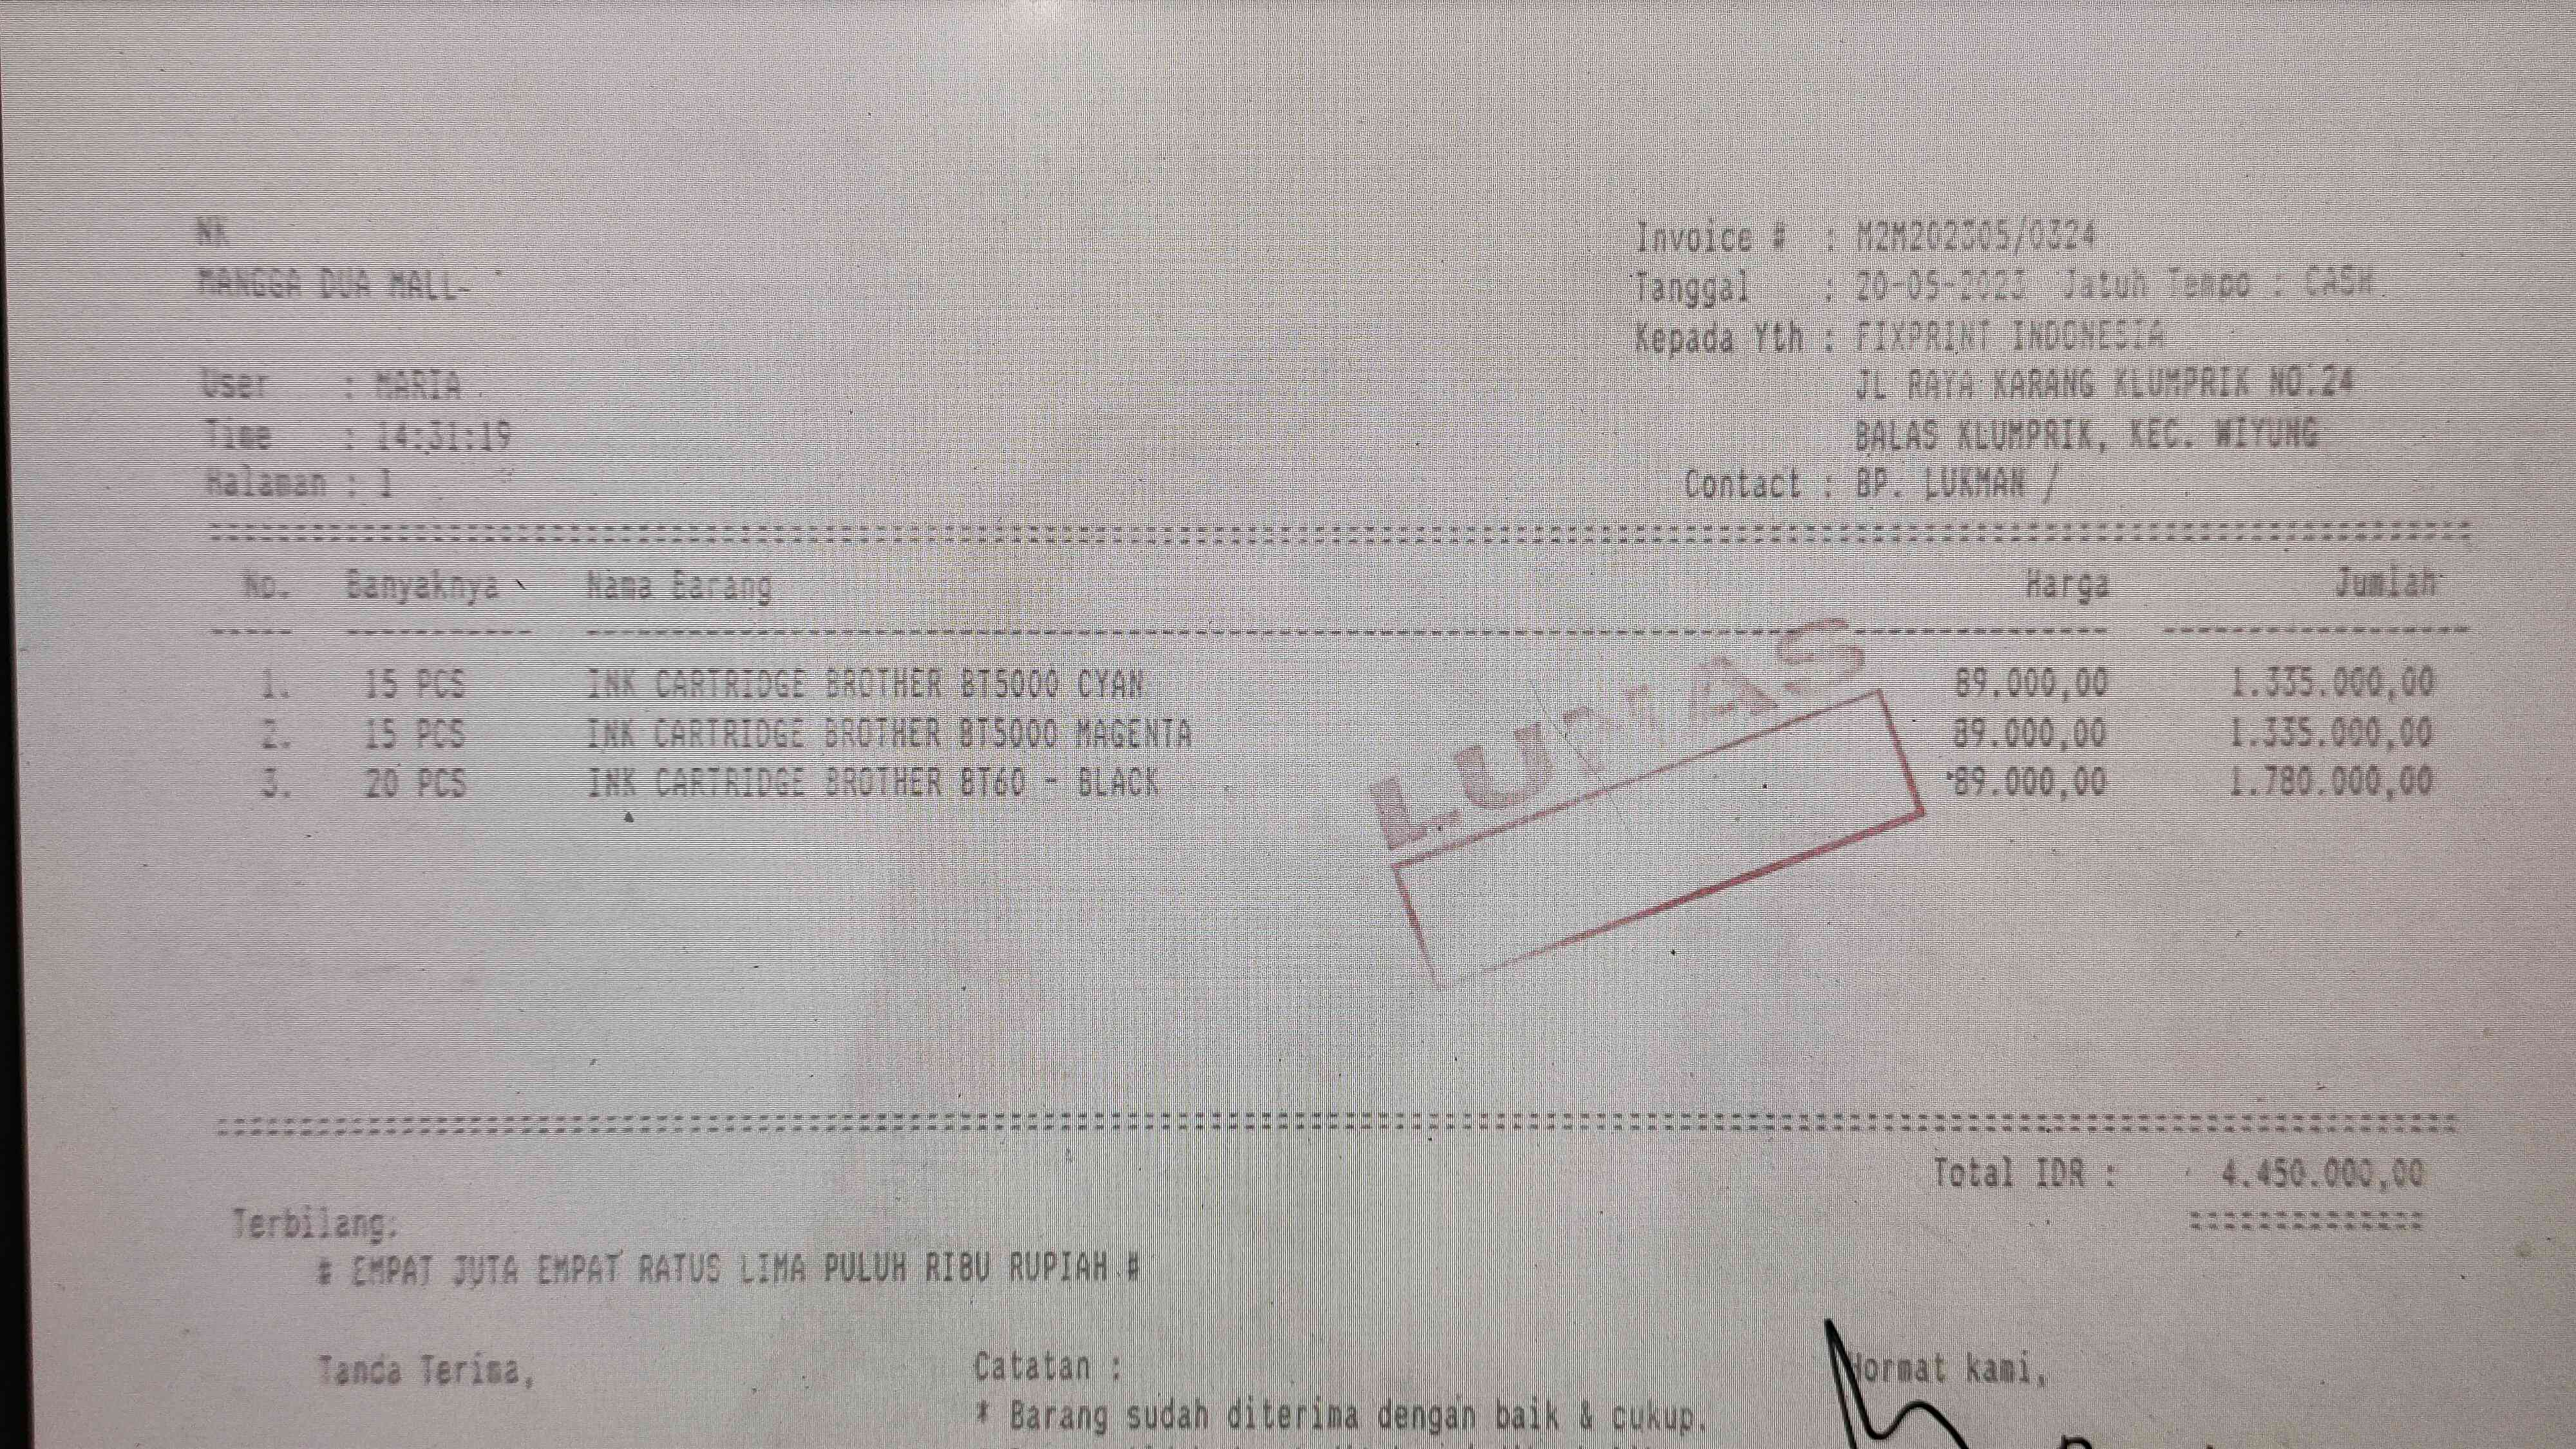 NK
MANGGA DUA MALL-
User : MARIA
Time : 14:31:19
Halaman : 1
Invoice # : M2M202305/0324
Tanggal : 20-05-2023 Jatuh Tempo : CASH
Kepada Yth : FIXPRINT INDONESIA
JL RAYA KARANG KLUMPRIK NO.24
BALAS KLUMPRIK, KEC. WIYUNG
Contact : BP. LUKMAN /
No. Banyaknya Nama Barang Harga Jumlah
1. 15 PCS INK CARTRIDGE BROTHER BT5000 CYAN 89.000,00 1.335.000,00
2. 15 PCS INK CARTRIDGE BROTHER BT5000 MAGENTA 89.000,00 1.335.000,00
3. 20 PCS INK CARTRIDGE BROTHER BT60 - BLACK 89.000,00 1.780.000,00
LUNAS
Total IDR : 4.450.000,00
Terbilang:
# EMPAT JUTA EMPAT RATUS LIMA PULUH RIBU RUPIAH #
Tanda Terima, Catatan : Hormat kami,
* Barang sudah diterima dengan baik & cukup.